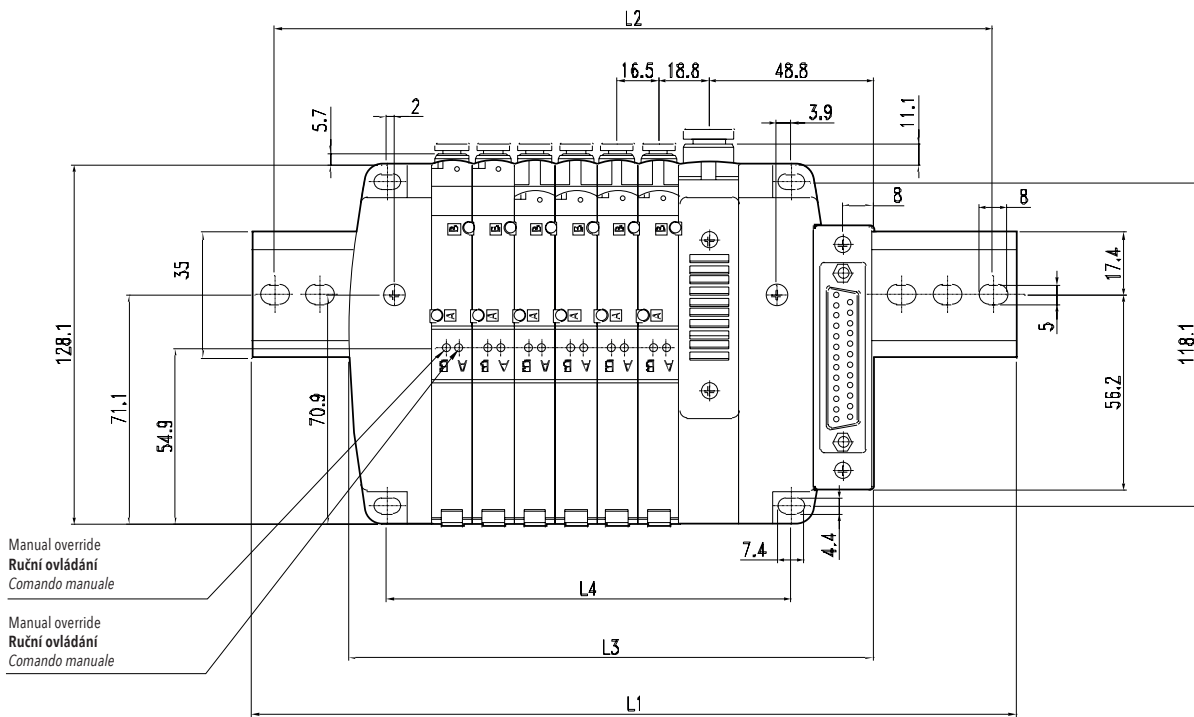 L2
16.5 18.8 48.8
5.7 2 3.9 11.1
8 8
B B B B B B
35 17.4
128.1 5 118.1
A A A A A A
B A B A B A B A B A B A
71.1 54.9 70.9 56.2
Manual override
Ruční ovládání
Comando manuale
7.4 4.4
L4
Manual override
Ruční ovládání
Comando manuale
L3
L1